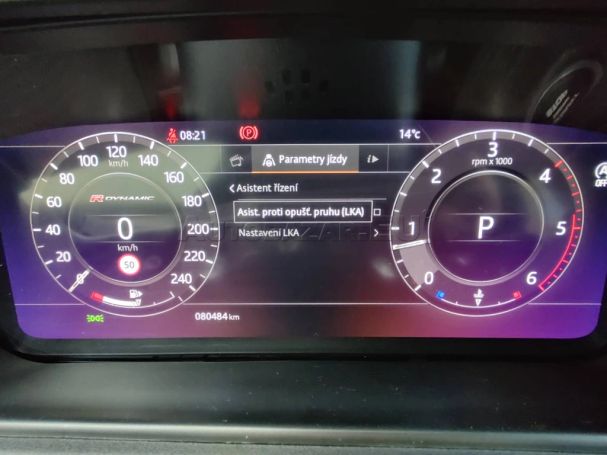 08:21
P
14°c
Parametry jízdy
i
Asistent řízení
Asist. proti opušť. pruhu (LKA)
Nastavení LKA
0
20
40
60
80
100
120
140
160
180
200
220
240
km/h
R DYNAMIC
0
km/h
50
rpm x 1000
0
1
2
3
4
5
6
P
OFF
080484 km